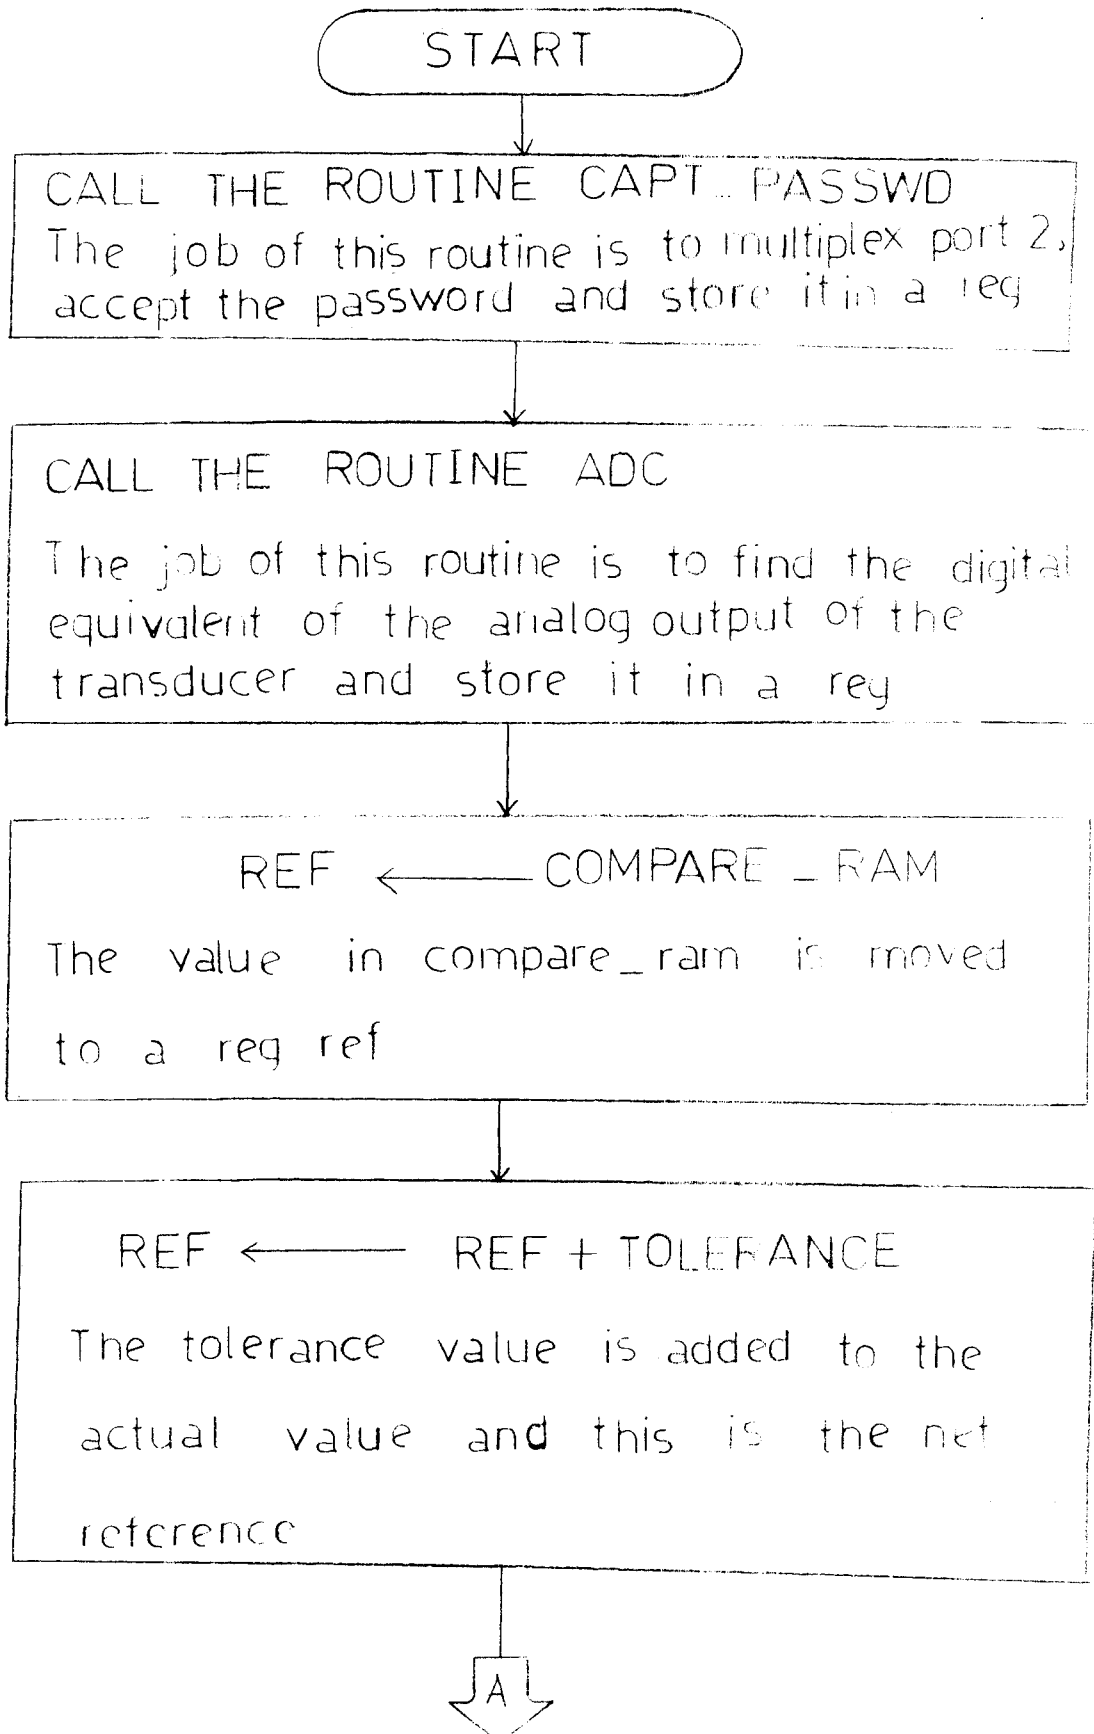 START
CALL THE ROUTINE CAPT_PASSWD
The job of this routine is to multiplex port 2,
accept the password and store it in a reg
CALL THE ROUTINE ADC
The job of this routine is to find the digital
equivalent of the analog output of the
transducer and store it in a reg
REF ← COMPARE_RAM
The value in compare_ram is moved
to a reg ref
REF ← REF + TOLERANCE
The tolerance value is added to the
actual value and this is the net
reference
A